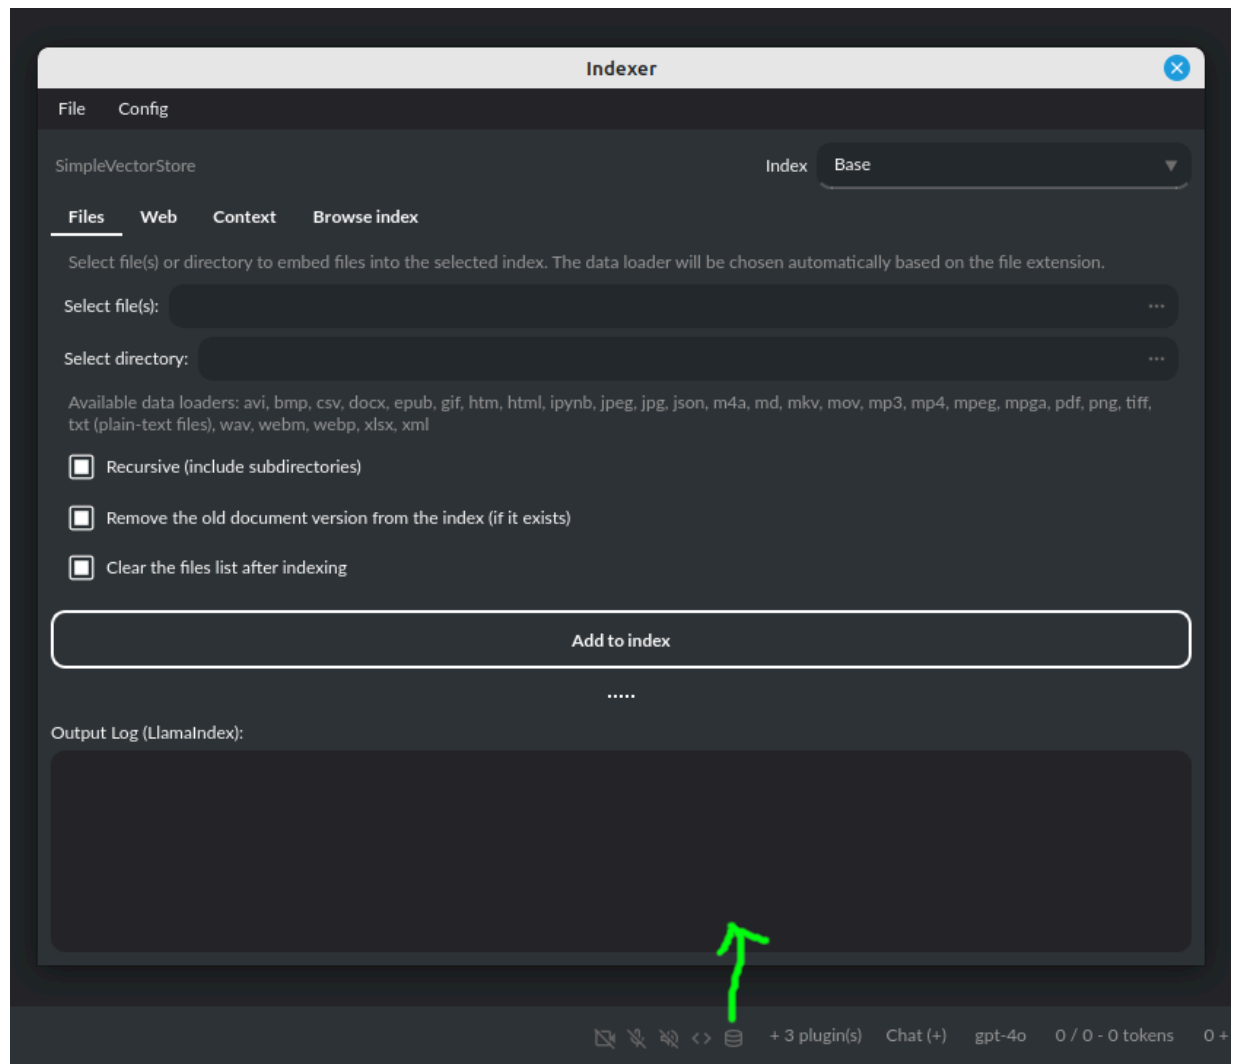 Indexer
File Config
SimpleVectorStore Index Base
Files Web Context Browse index
Select file(s) or directory to embed files into the selected index. The data loader will be chosen automatically based on the file extension.
Select file(s): ...
Select directory: ...
Available data loaders: avi, bmp, csv, docx, epub, gif, htm, html, ipynb, jpeg, jpg, json, m4a, md, mkv, mov, mp3, mp4, mpeg, mpga, pdf, png, tiff,
txt (plain-text files), wav, webm, webp, xlsx, xml
Recursive (include subdirectories)
Remove the old document version from the index (if it exists)
Clear the files list after indexing
Add to index
.....
Output Log (LlamaIndex):
+ 3 plugin(s) Chat (+) gpt-4o 0 / 0 - 0 tokens 0 +